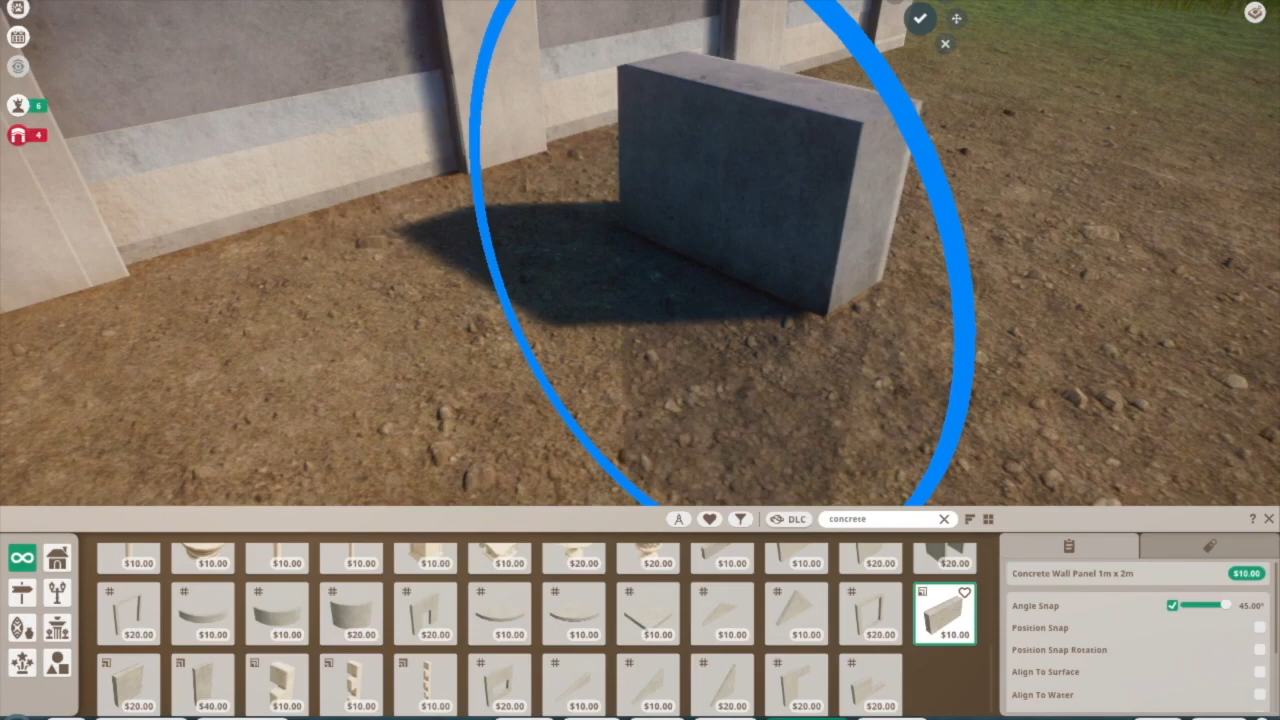 6
4
DLC
concrete
?
$10.00 $10.00 $10.00 $10.00 $10.00 $10.00 $20.00 $20.00 $10.00 $10.00 $20.00 $20.00
# # # # # # # # # # #
$20.00 $10.00 $10.00 $20.00 $20.00 $10.00 $10.00 $10.00 $10.00 $10.00 $20.00 $10.00
# # # # # #
$20.00 $40.00 $10.00 $10.00 $10.00 $20.00 $10.00 $10.00 $20.00 $20.00 $20.00
Concrete Wall Panel 1m x 2m $10.00
Angle Snap 45.00°
Position Snap
Position Snap Rotation
Align To Surface
Align To Water